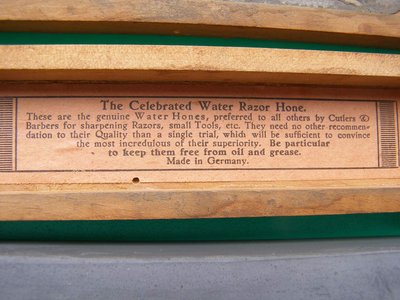 The Celebrated Water Razor Hone.
These are the genuine Water Hones, preferred to all others by Cutlers &
Barbers for sharpening Razors, small Tools, etc. They need no other recommen-
dation to their Quality than a single trial, which will be sufficient to convince
the most incredulous of their superiority. Be particular
to keep them free from oil and grease.
Made in Germany.